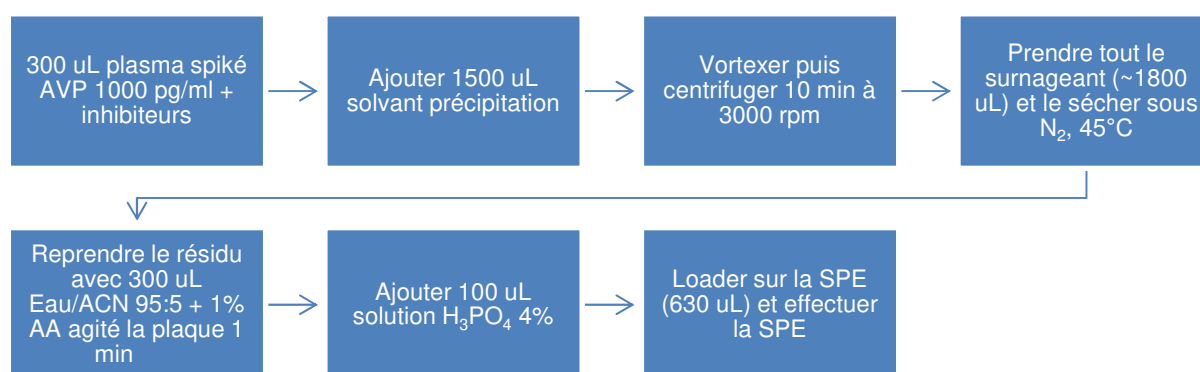 300 uL plasma spiké
AVP 1000 pg/ml +
inhibiteurs
Ajouter 1500 uL
solvant précipitation
Vortexer puis
centrifuger 10 min à
3000 rpm
Prendre tout le
surnageant (~1800
uL) et le sécher sous
N₂, 45°C
Reprendre le résidu
avec 300 uL
Eau/ACN 95:5 + 1%
AA agité la plaque 1
min
Ajouter 100 uL
solution H₃PO₄ 4%
Loader sur la SPE
(630 uL) et effectuer
la SPE